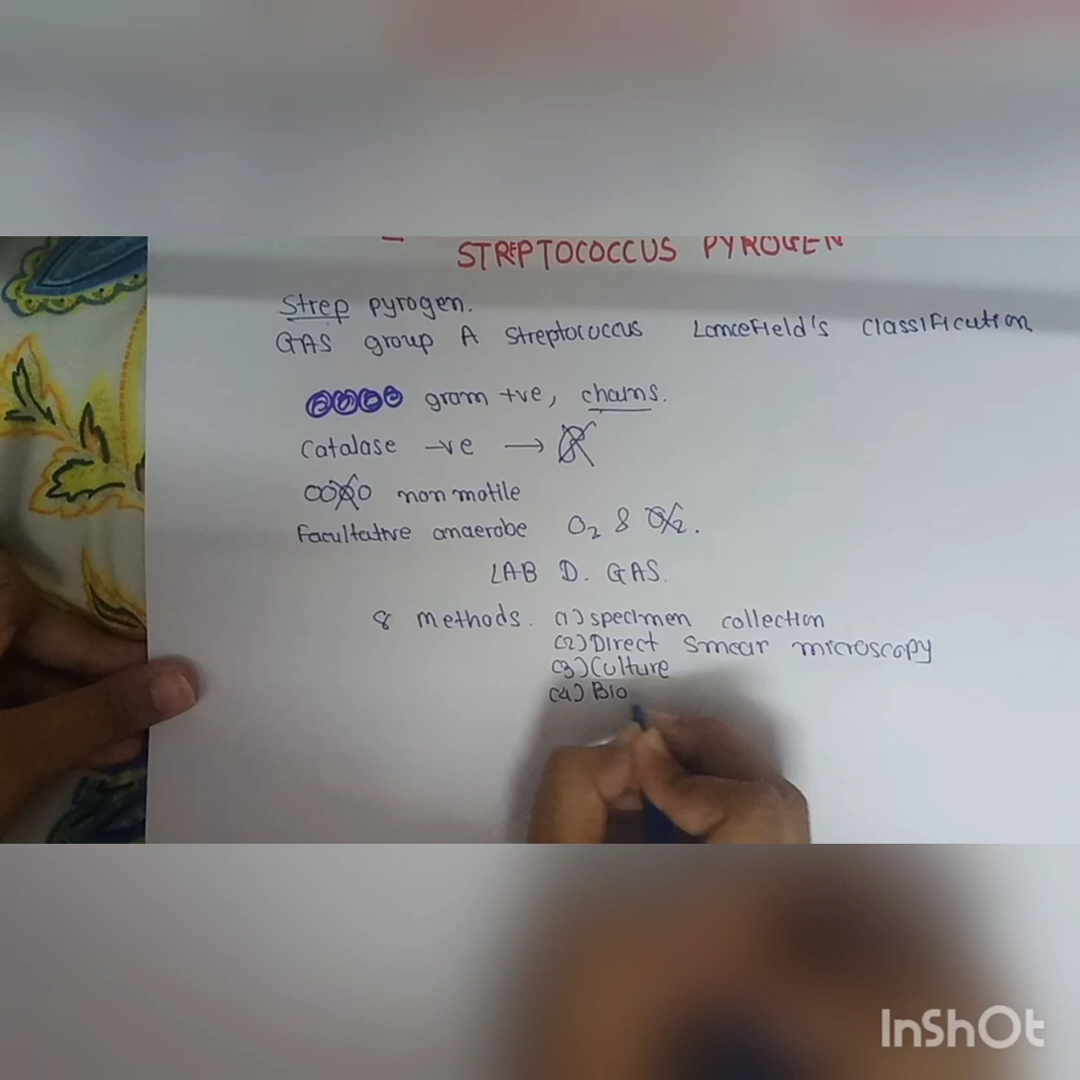 STREPTOCOCCUS PYROGEN
Strep pyrogen.
GAS group A Streptococcus Lancefield's classification
gram +ve, chains.
Catalase -ve →
non motile
Facultative anaerobe O2 & O2.
LAB D. GAS.
8 methods. (1) specimen collection
(2) Direct smear microscopy
(3) Culture
(4) Bio
InShOt